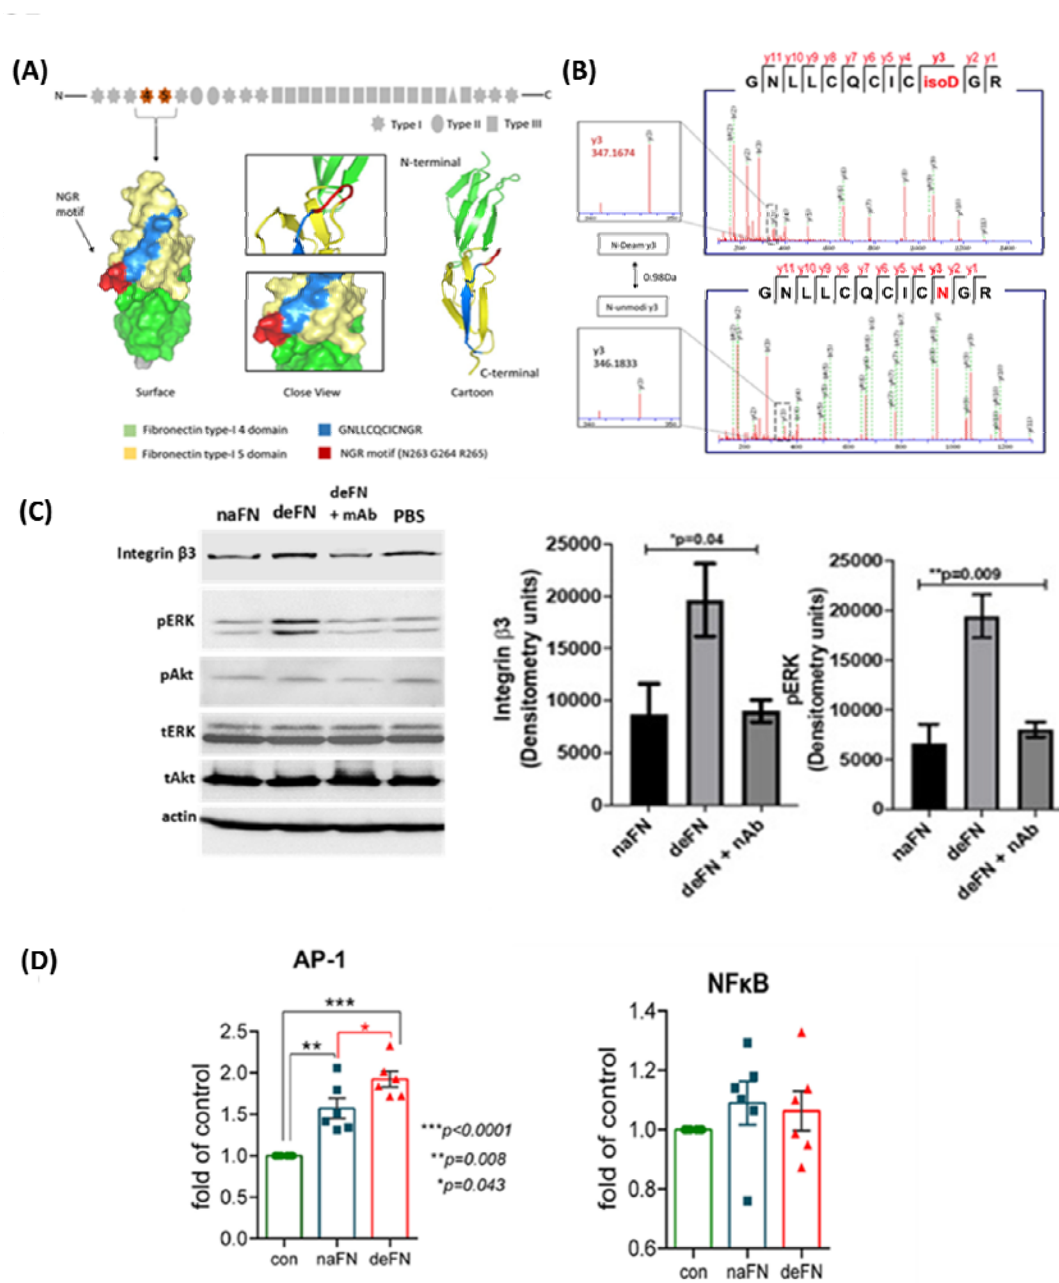 (A)
N
4
5
C
Type I
Type II
Type III
NGR
motif
N-terminal
C-terminal
Surface
Close View
Cartoon
Fibronectin type-I 4 domain
GNLLCQCICNGR
Fibronectin type-I 5 domain
NGR motif (N263 G264 R265)
(B)
y11 y10 y9 y8 y7 y6 y5 y4 y3 y2 y1
G N L L C Q C I C isoD G R
y3
347.1674
N-Deam y3
0.98Da
N-unmodi y3
y11 y10 y9 y8 y7 y6 y5 y4 y3 y2 y1
G N L L C Q C I C N G R
y3
346.1833
(C)
naFN deFN deFN + mAb PBS
Integrin β3
pERK
pAkt
tERK
tAkt
actin
*p=0.04
Integrin β3
(Densitometry units)
25000
20000
15000
10000
5000
0
naFN
deFN
deFN + nAb
**p=0.009
pERK
(Densitometry units)
25000
20000
15000
10000
5000
0
naFN
deFN
deFN + nAb
(D)
AP-1
***
**
*
fold of control
2.5
2.0
1.5
1.0
0.5
0.0
con naFN deFN
***p<0.0001
**p=0.008
*p=0.043
NFκB
fold of control
1.4
1.2
1.0
0.8
0.6
con naFN deFN